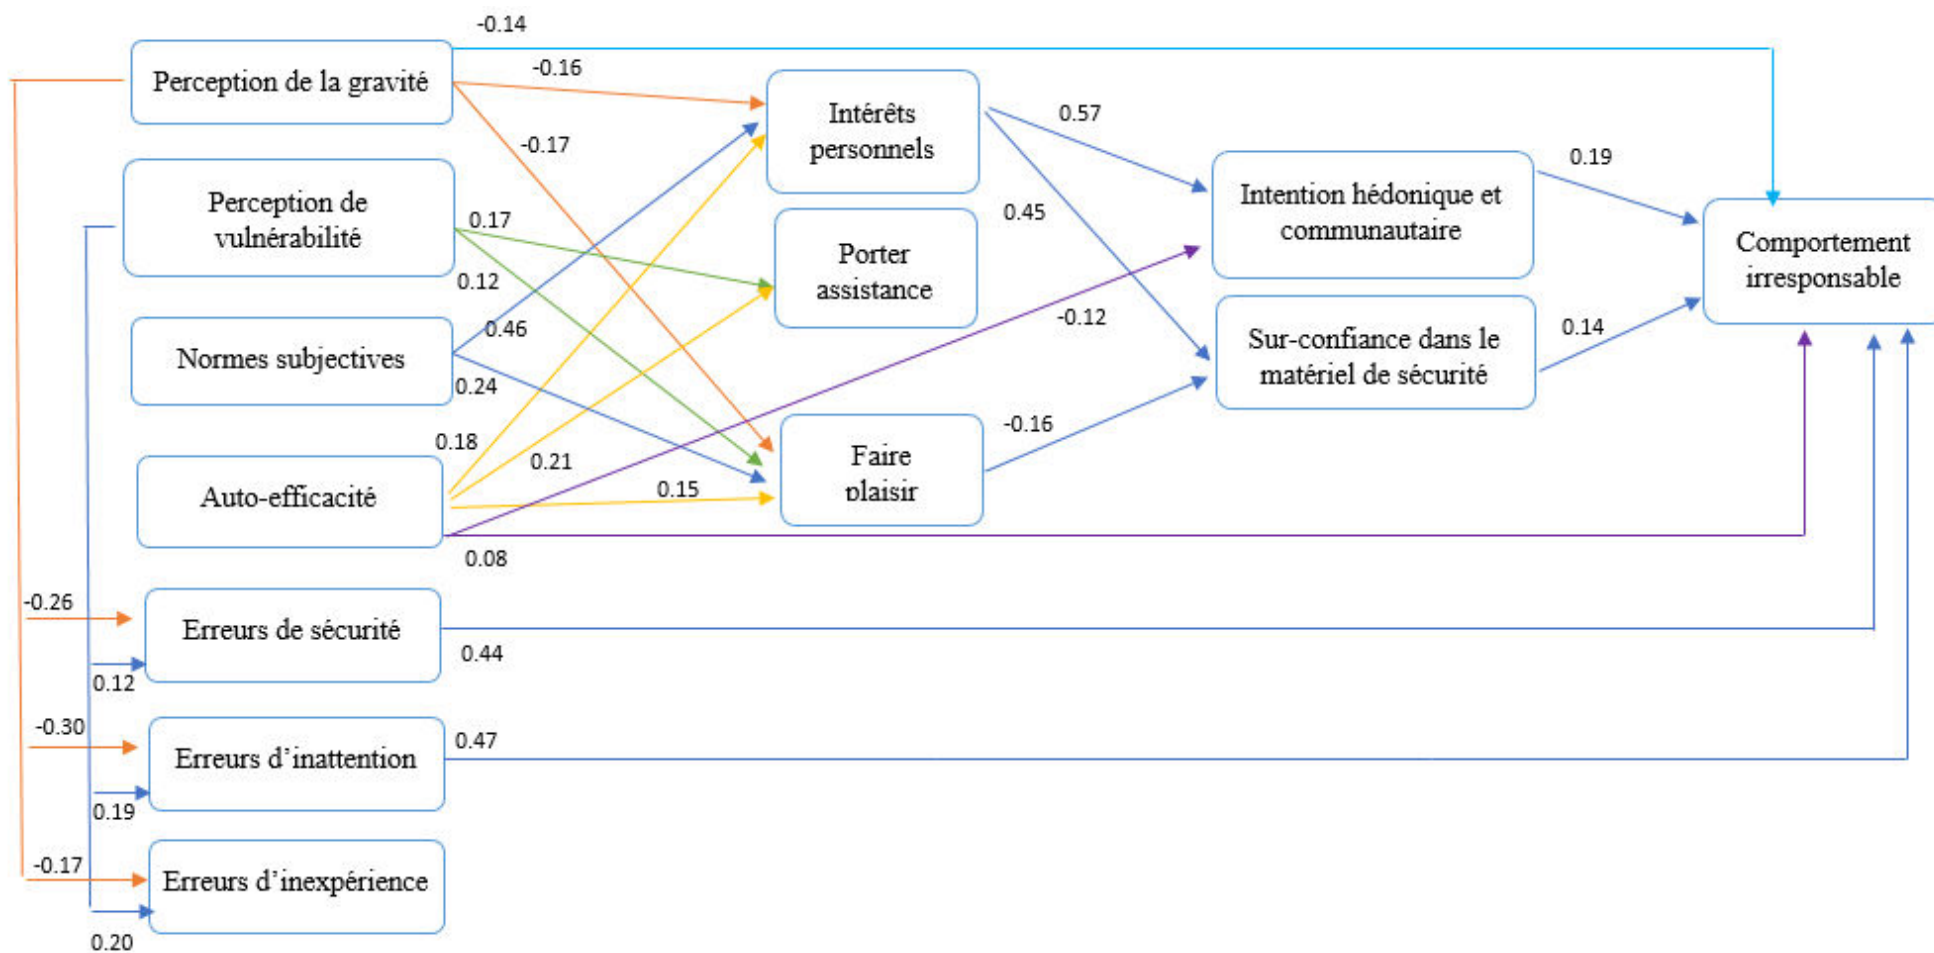 -0.14
Perception de la gravité
-0.16
-0.17
Intérêts
personnels
0.57
0.45
Intention hédonique et
communautaire
0.19
Comportement
irresponsable
Perception de
vulnérabilité
0.17
0.12
Porter
assistance
-0.12
Normes subjectives
0.46
0.24
Sur-confiance dans le
matériel de sécurité
0.14
Auto-efficacité
0.18
0.21
0.15
0.08
Faire
plaisir
-0.16
-0.26
Erreurs de sécurité
0.44
0.12
-0.30
Erreurs d’inattention
0.47
0.19
-0.17
Erreurs d’inexpérience
0.20